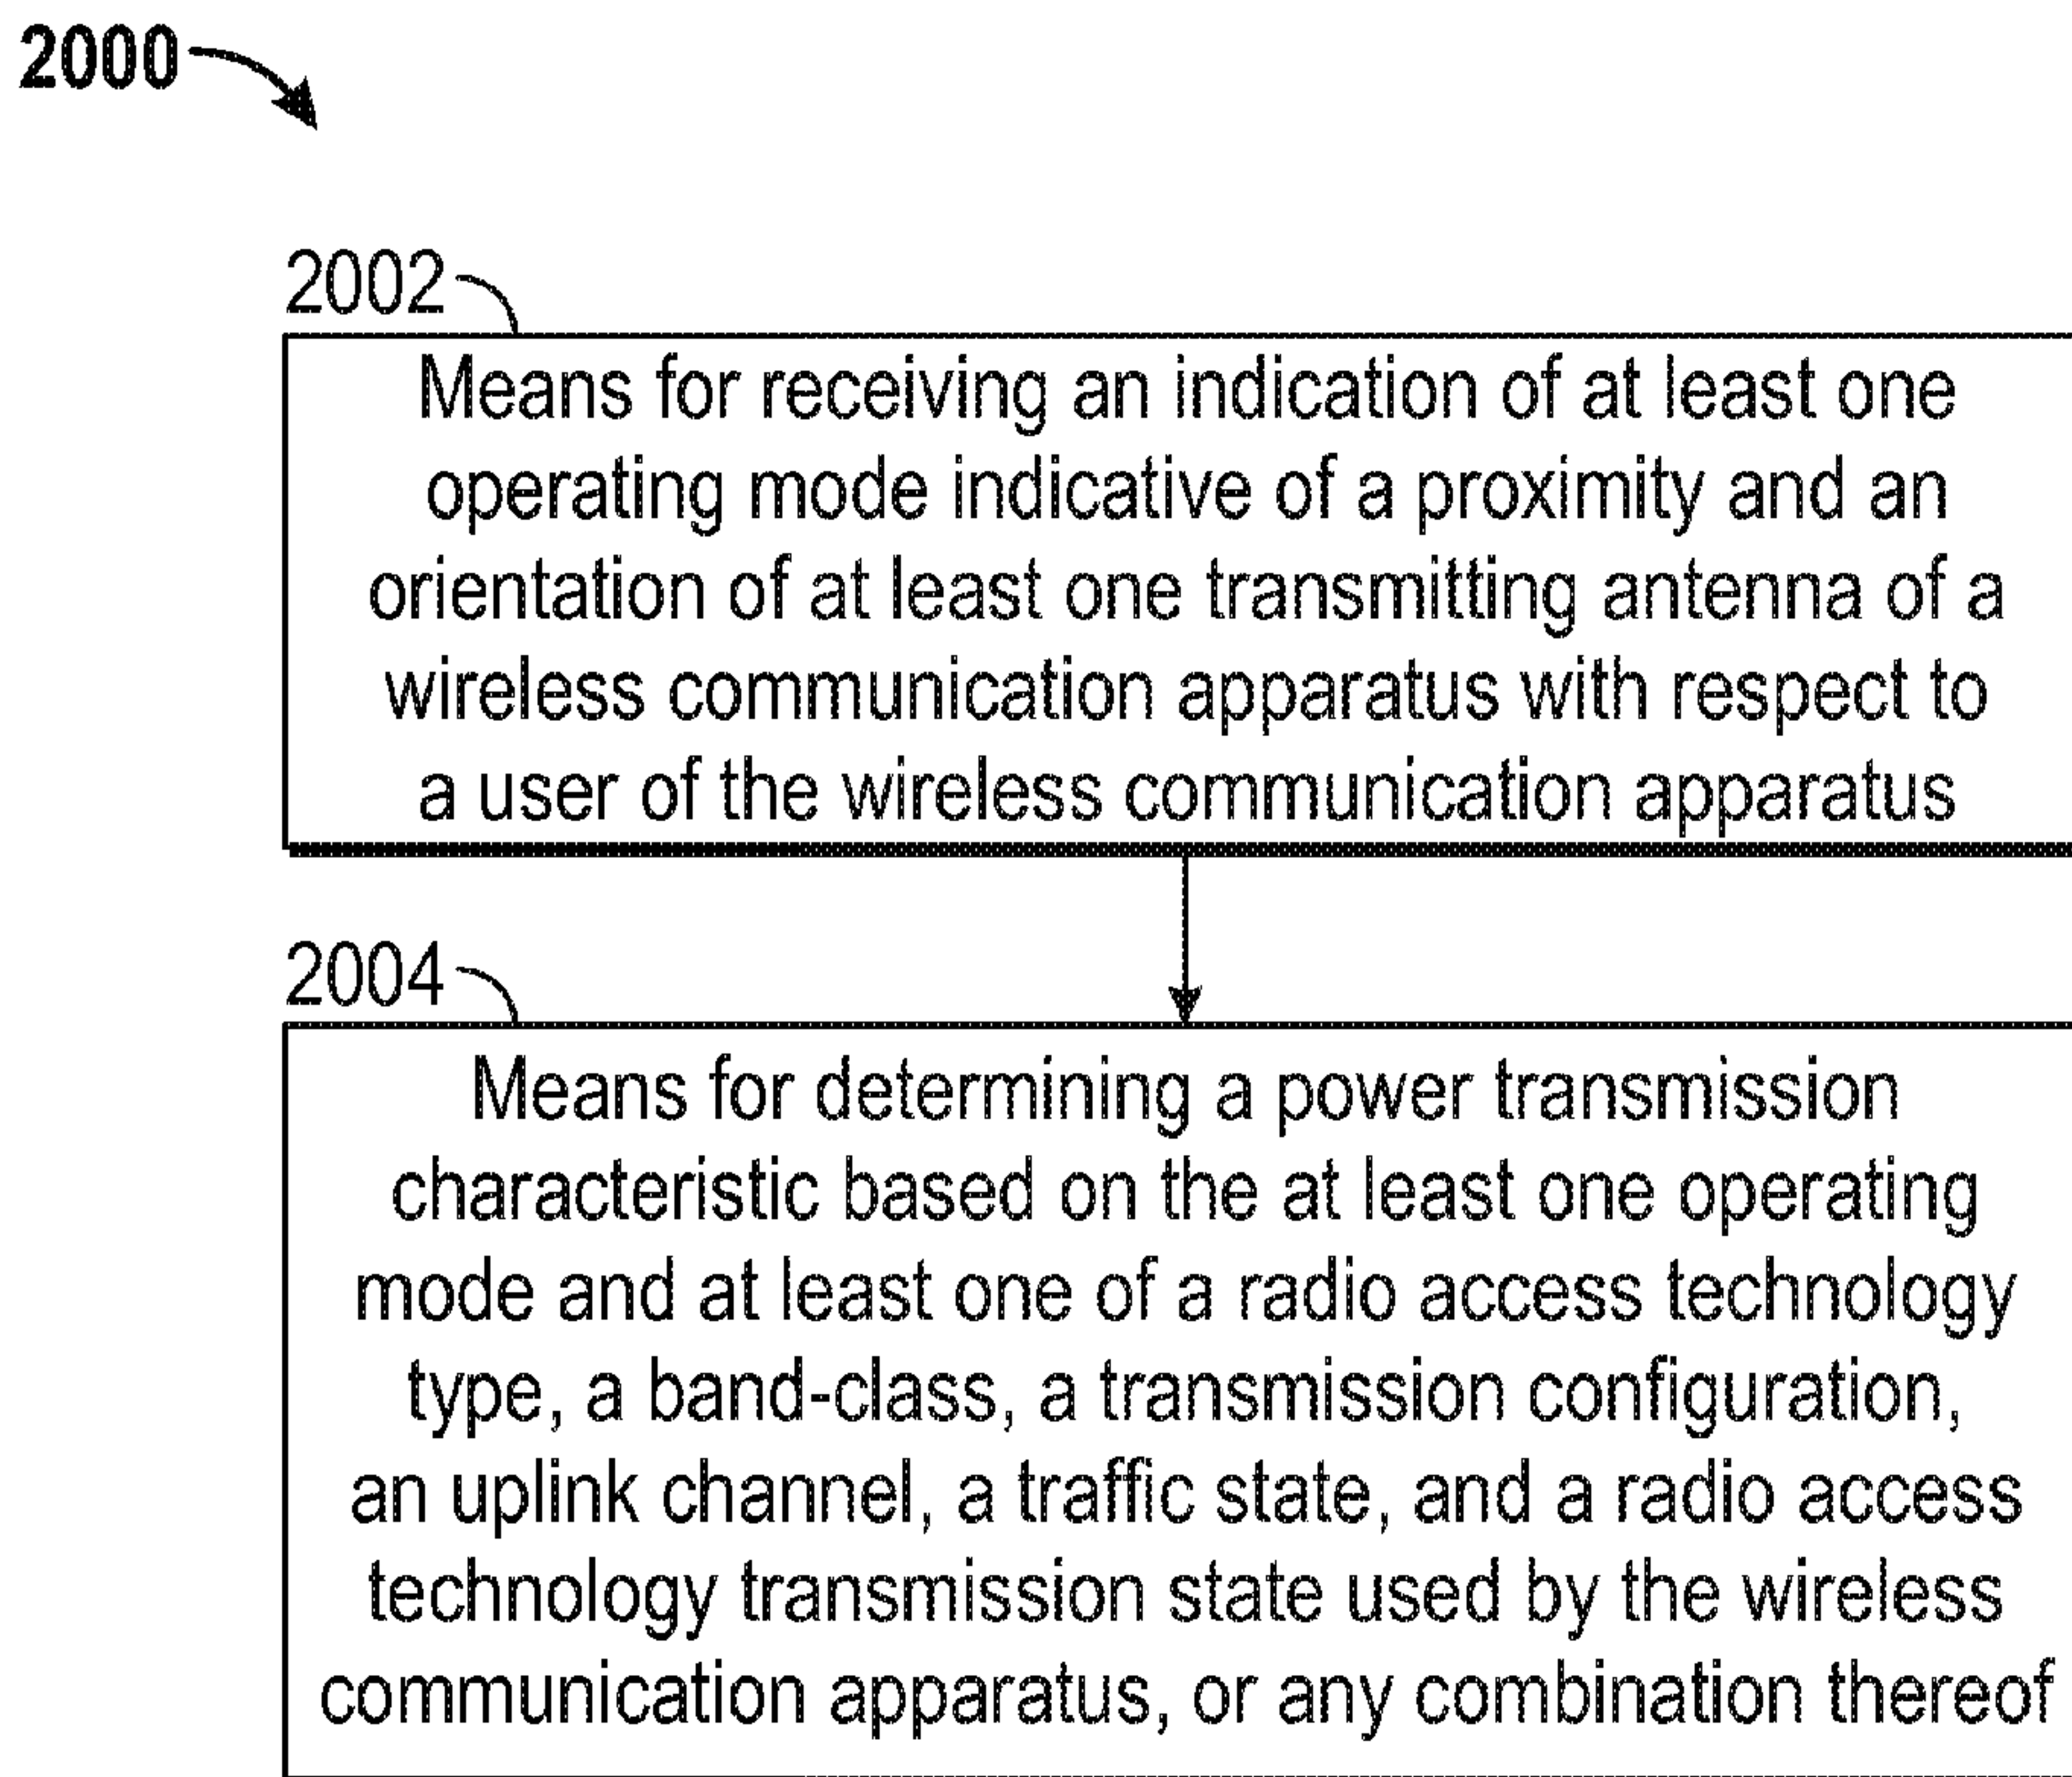 2000
2002
Means for receiving an indication of at least one
operating mode indicative of a proximity and an
orientation of at least one transmitting antenna of a
wireless communication apparatus with respect to
a user of the wireless communication apparatus
2004
Means for determining a power transmission
characteristic based on the at least one operating
mode and at least one of a radio access technology
type, a band-class, a transmission configuration,
an uplink channel, a traffic state, and a radio access
technology transmission state used by the wireless
communication apparatus, or any combination thereof